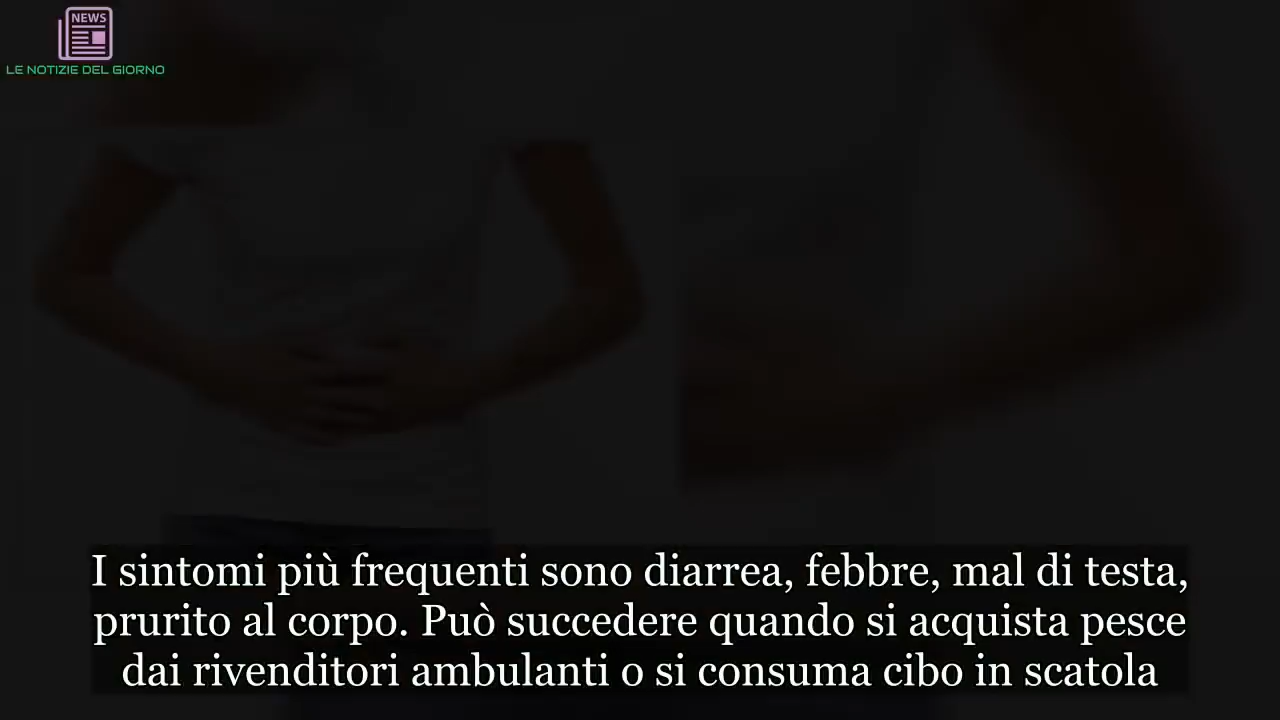 NEWS
LE NOTIZIE DEL GIORNO
I sintomi più frequenti sono diarrea, febbre, mal di testa,
prurito al corpo. Può succedere quando si acquista pesce
dai rivenditori ambulanti o si consuma cibo in scatola